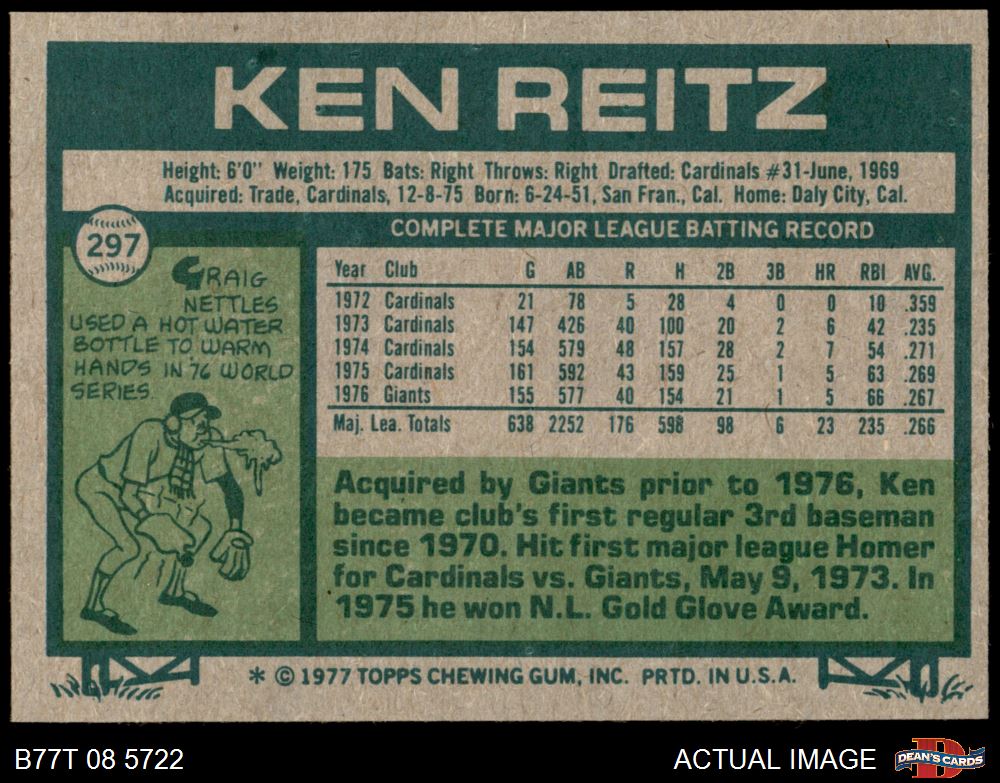 KEN REITZ
Height: 6'0" Weight: 175 Bats: Right Throws: Right Drafted: Cardinals #31-June, 1969
Acquired: Trade, Cardinals, 12-8-75 Born: 6-24-51, San Fran., Cal. Home: Daly City, Cal.
297
GRAIG
NETTLES
USED A HOT WATER
BOTTLE TO WARM
HANDS IN '76 WORLD
SERIES.
COMPLETE MAJOR LEAGUE BATTING RECORD
Year Club G AB R H 2B 3B HR RBI AVG.
1972 Cardinals 21 78 5 28 4 0 0 10 .359
1973 Cardinals 147 426 40 100 20 2 6 42 .235
1974 Cardinals 154 579 48 157 28 2 7 54 .271
1975 Cardinals 161 592 43 159 25 1 5 63 .269
1976 Giants 155 577 40 154 21 1 5 66 .267
Maj. Lea. Totals 638 2252 176 598 98 6 23 235 .266
Acquired by Giants prior to 1976, Ken
became club's first regular 3rd baseman
since 1970. Hit first major league Homer
for Cardinals vs. Giants, May 9, 1973. In
1975 he won N.L. Gold Glove Award.
* © 1977 TOPPS CHEWING GUM, INC. PRTD. IN U.S.A.
B77T 08 5722
ACTUAL IMAGE
D
DEAN'S CARDS